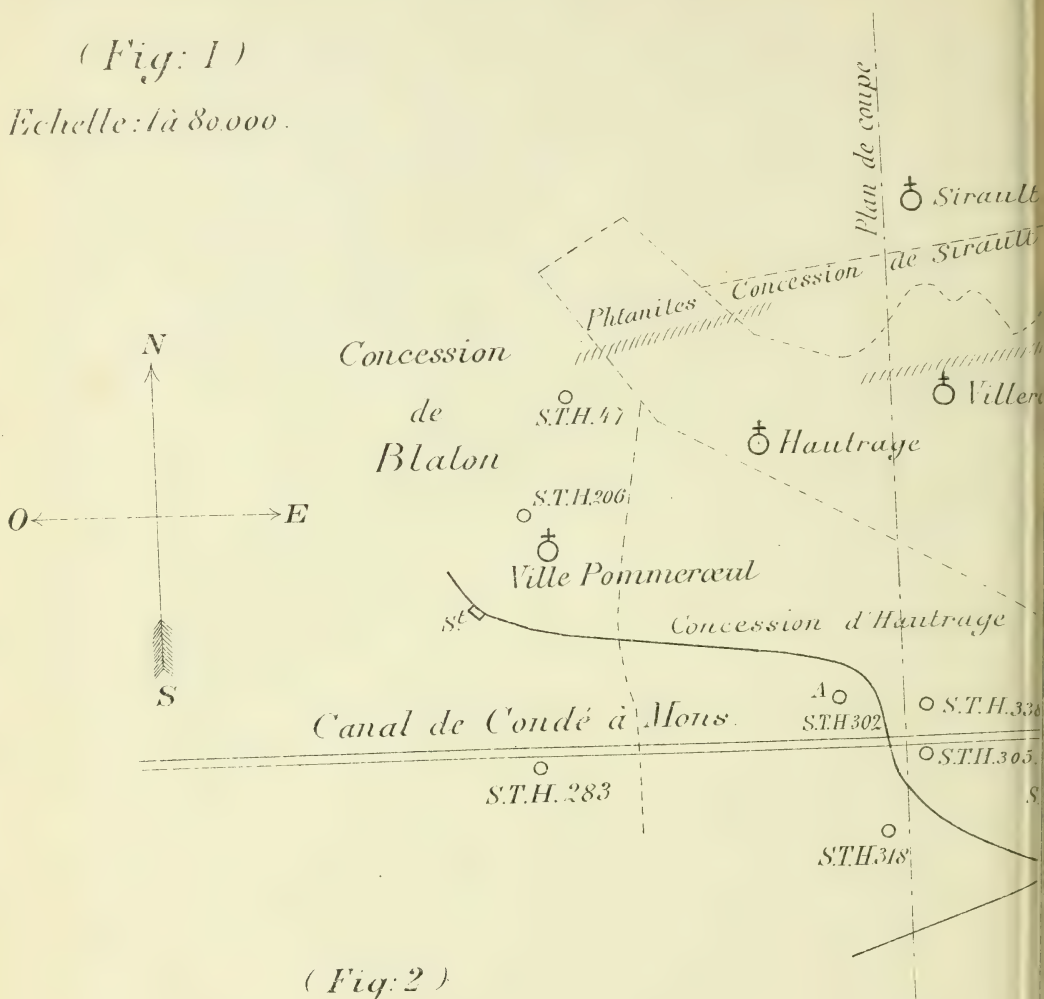 ( Fig: 1 )
Echelle: 1 à 80.000.
Plan de coupe
Sirault
Concession de Sirault
Phtanites
N
Concession
de
Blaton
S.T.H. 47
Hautrage
S.T.H. 206
O
E
Ville Pommerœul
St
Concession d'Hautrage
S
A
S.T.H 302
S.T.H. 338
Canal de Condé à Mons.
S.T.H. 305.
S.T.H. 283
S.T.H 318
( Fig: 2 )